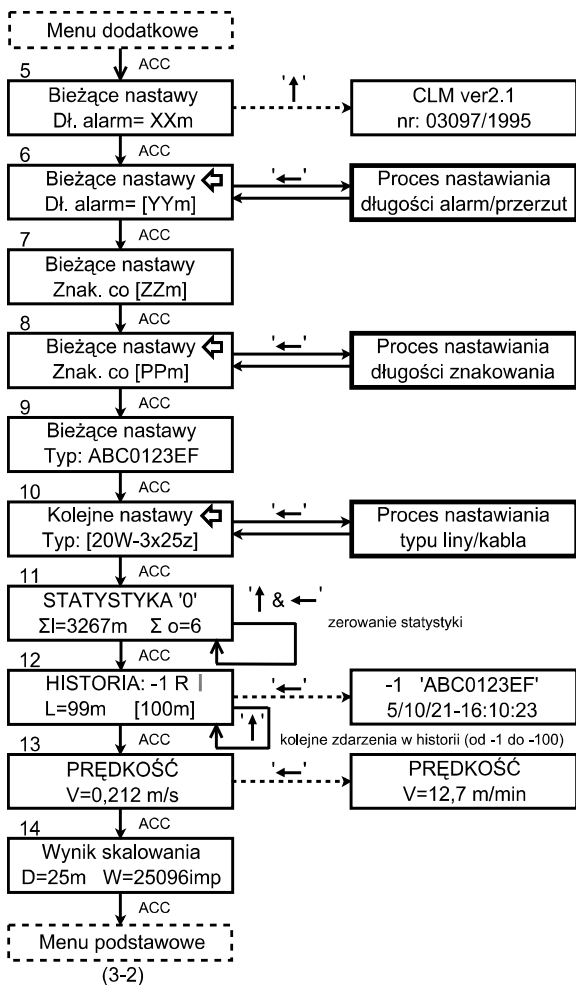 Menu dodatkowe
ACC
5
Bieżące nastawy
Dł. alarm= XXm
'↑'
CLM ver2.1
nr: 03097/1995
ACC
6
Bieżące nastawy
Dł. alarm= [YYm]
'←'
Proces nastawiania
długości alarm/przerzut
ACC
7
Bieżące nastawy
Znak. co [ZZm]
ACC
8
Bieżące nastawy
Znak. co [PPm]
'←'
Proces nastawiania
długości znakowania
ACC
9
Bieżące nastawy
Typ: ABC0123EF
ACC
10
Kolejne nastawy
Typ: [20W-3x25z]
'←'
Proces nastawiania
typu liny/kabla
ACC
11
STATYSTYKA '0'
Σl=3267m Σ o=6
'↑ & ←'
zerowanie statystyki
ACC
12
HISTORIA: -1 R |
L=99m [100m]
'←'
-1 'ABC0123EF'
5/10/21-16:10:23
'↑'
kolejne zdarzenia w historii (od -1 do -100)
ACC
13
PRĘDKOŚĆ
V=0,212 m/s
'←'
PRĘDKOŚĆ
V=12,7 m/min
ACC
14
Wynik skalowania
D=25m W=25096imp
ACC
Menu podstawowe
(3-2)